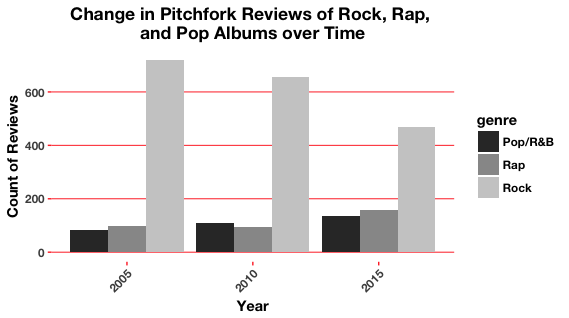 Change in Pitchfork Reviews of Rock, Rap,
and Pop Albums over Time
Count of Reviews
600
400
200
0
2005
2010
2015
Year
genre
Pop/R&B
Rap
Rock